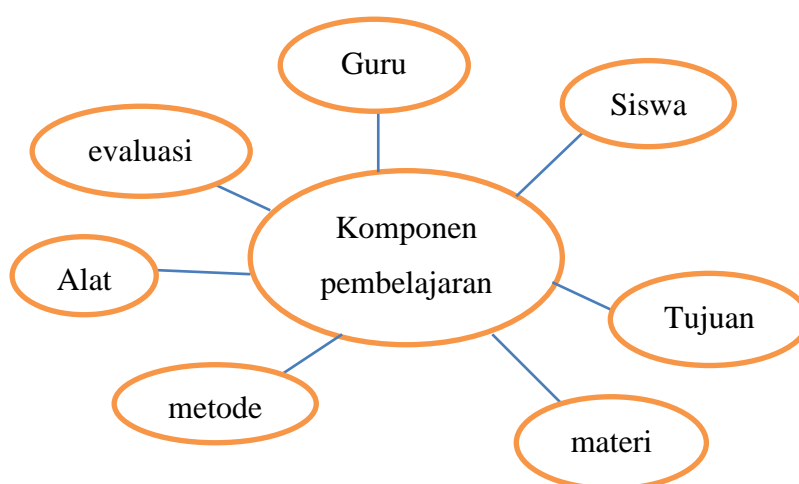 Guru
Siswa
evaluasi
Komponen
pembelajaran
Alat
Tujuan
metode
materi